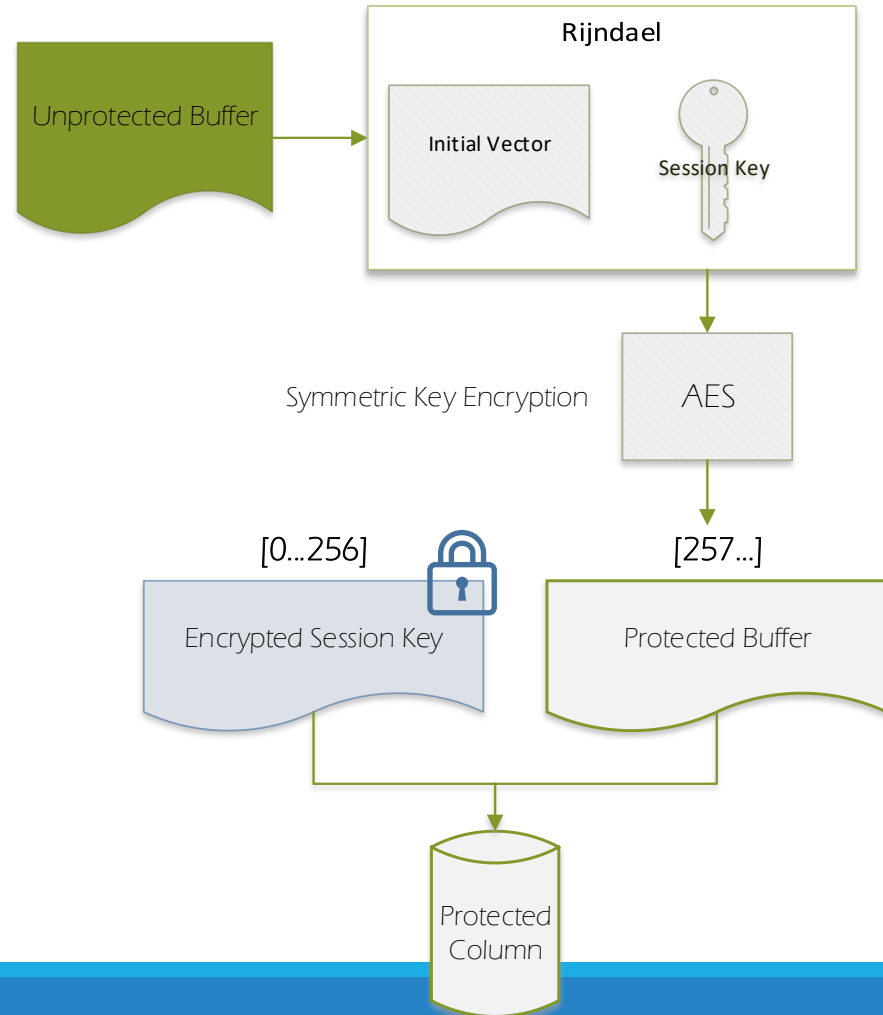 Rijndael
Unprotected Buffer
Initial Vector
Session Key
Symmetric Key Encryption
AES
[0...256]
[257...]
Encrypted Session Key
Protected Buffer
Protected
Column